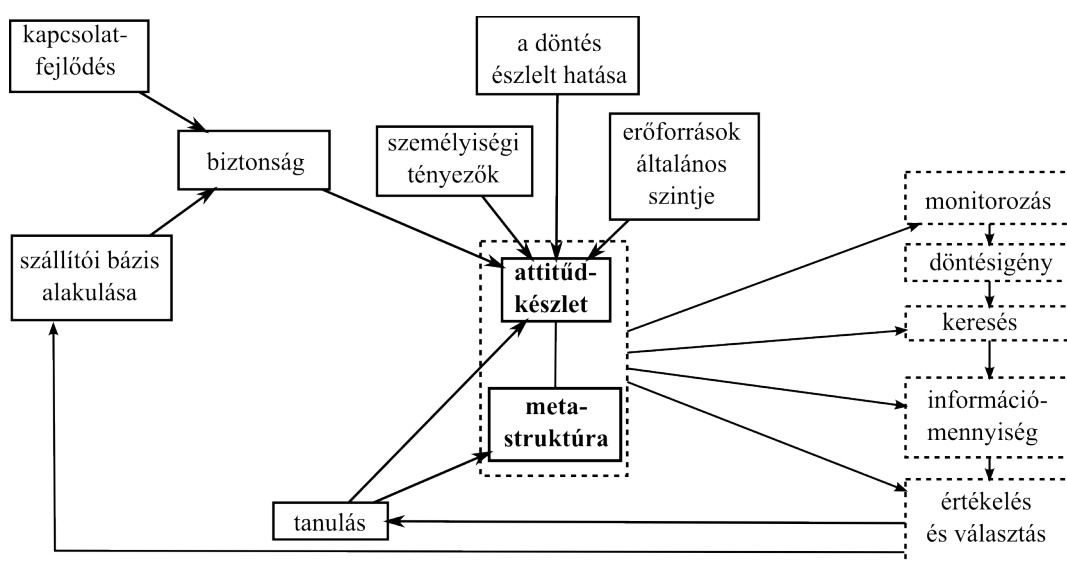 kapcsolat-
fejlődés
a döntés
észlelt hatása
biztonság
személyiségi
tényezők
erőforrások
általános
szintje
monitorozás
szállítói bázis
alakulása
attitűd-
készlet
döntésigény
keresés
meta-
struktúra
információ-
mennyiség
tanulás
értékelés
és választás